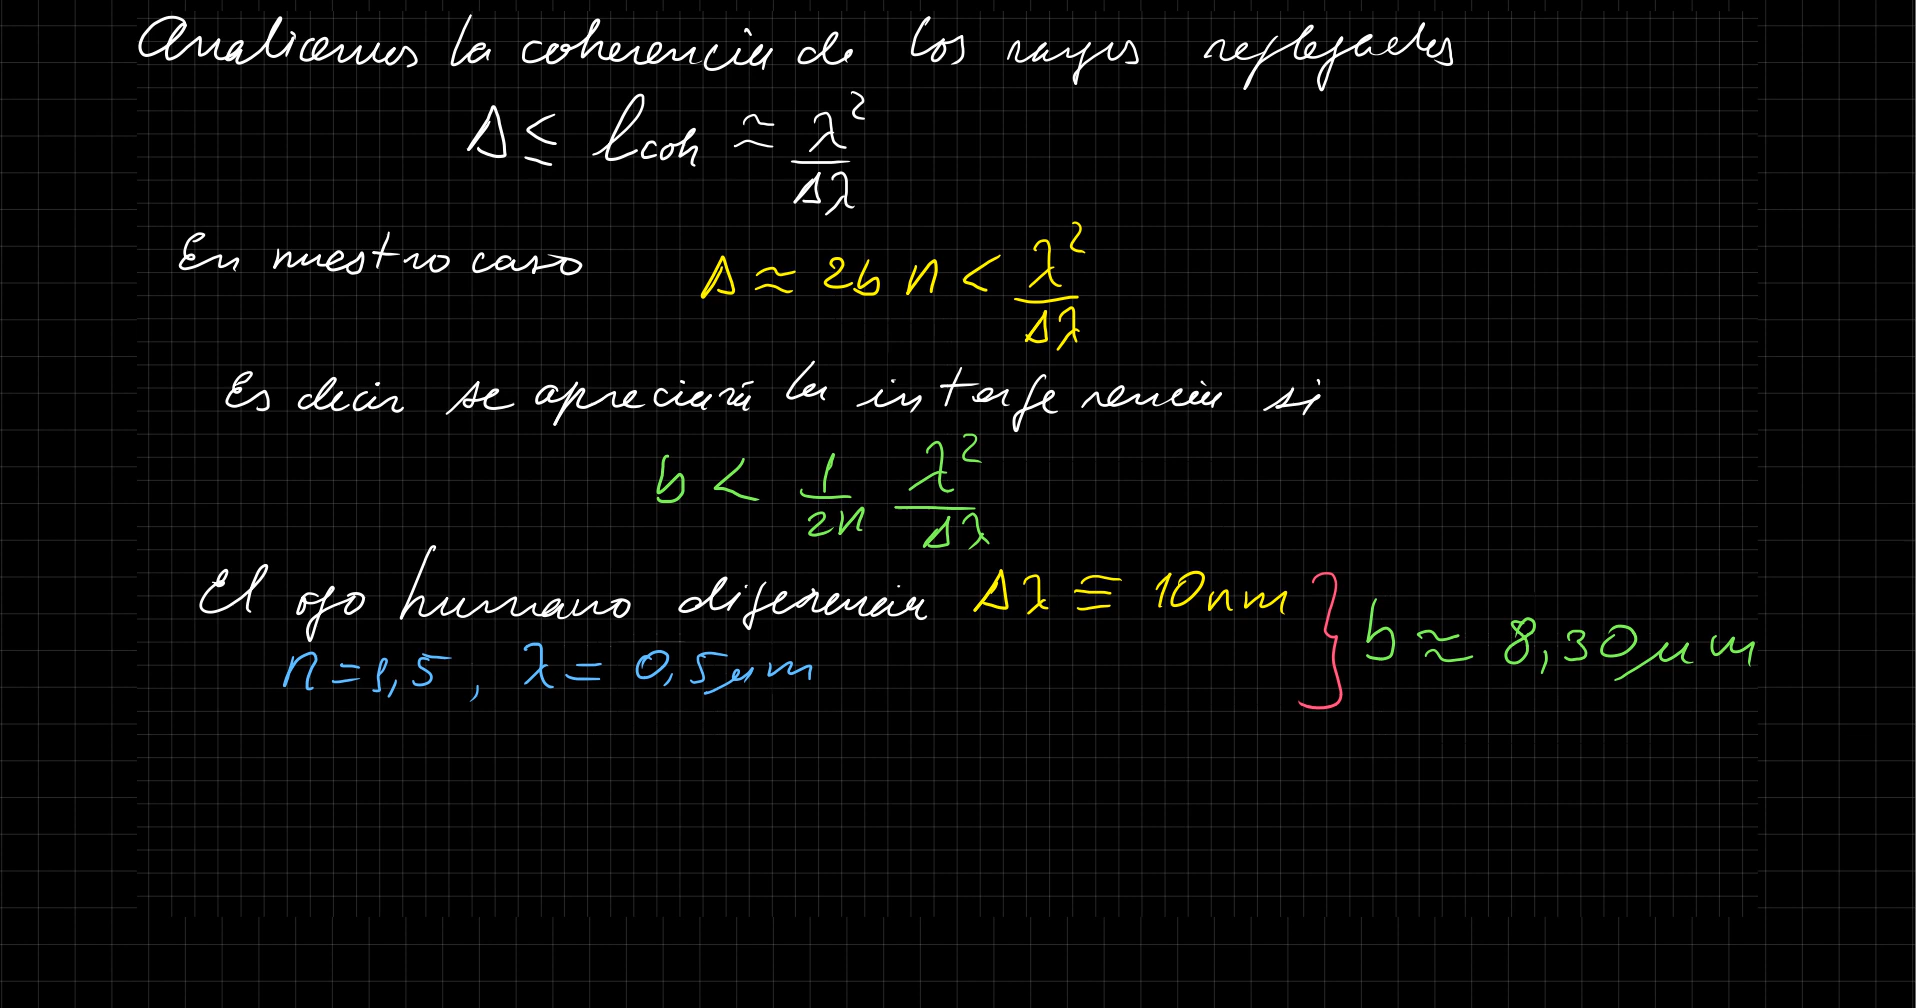 Analicemos la coherencia de los rayos reflejados
Δ ≤ lcoh ≃ λ²/Δλ
En nuestro caso Δ ≃ 2b n < λ²/Δλ
Es decir se apreciará la interferencia si
b < 1/2n λ²/Δλ
El ojo humano diferencia Δλ ≅ 10nm
n = 1,5 , λ = 0,5μm } b ≃ 8,30μm